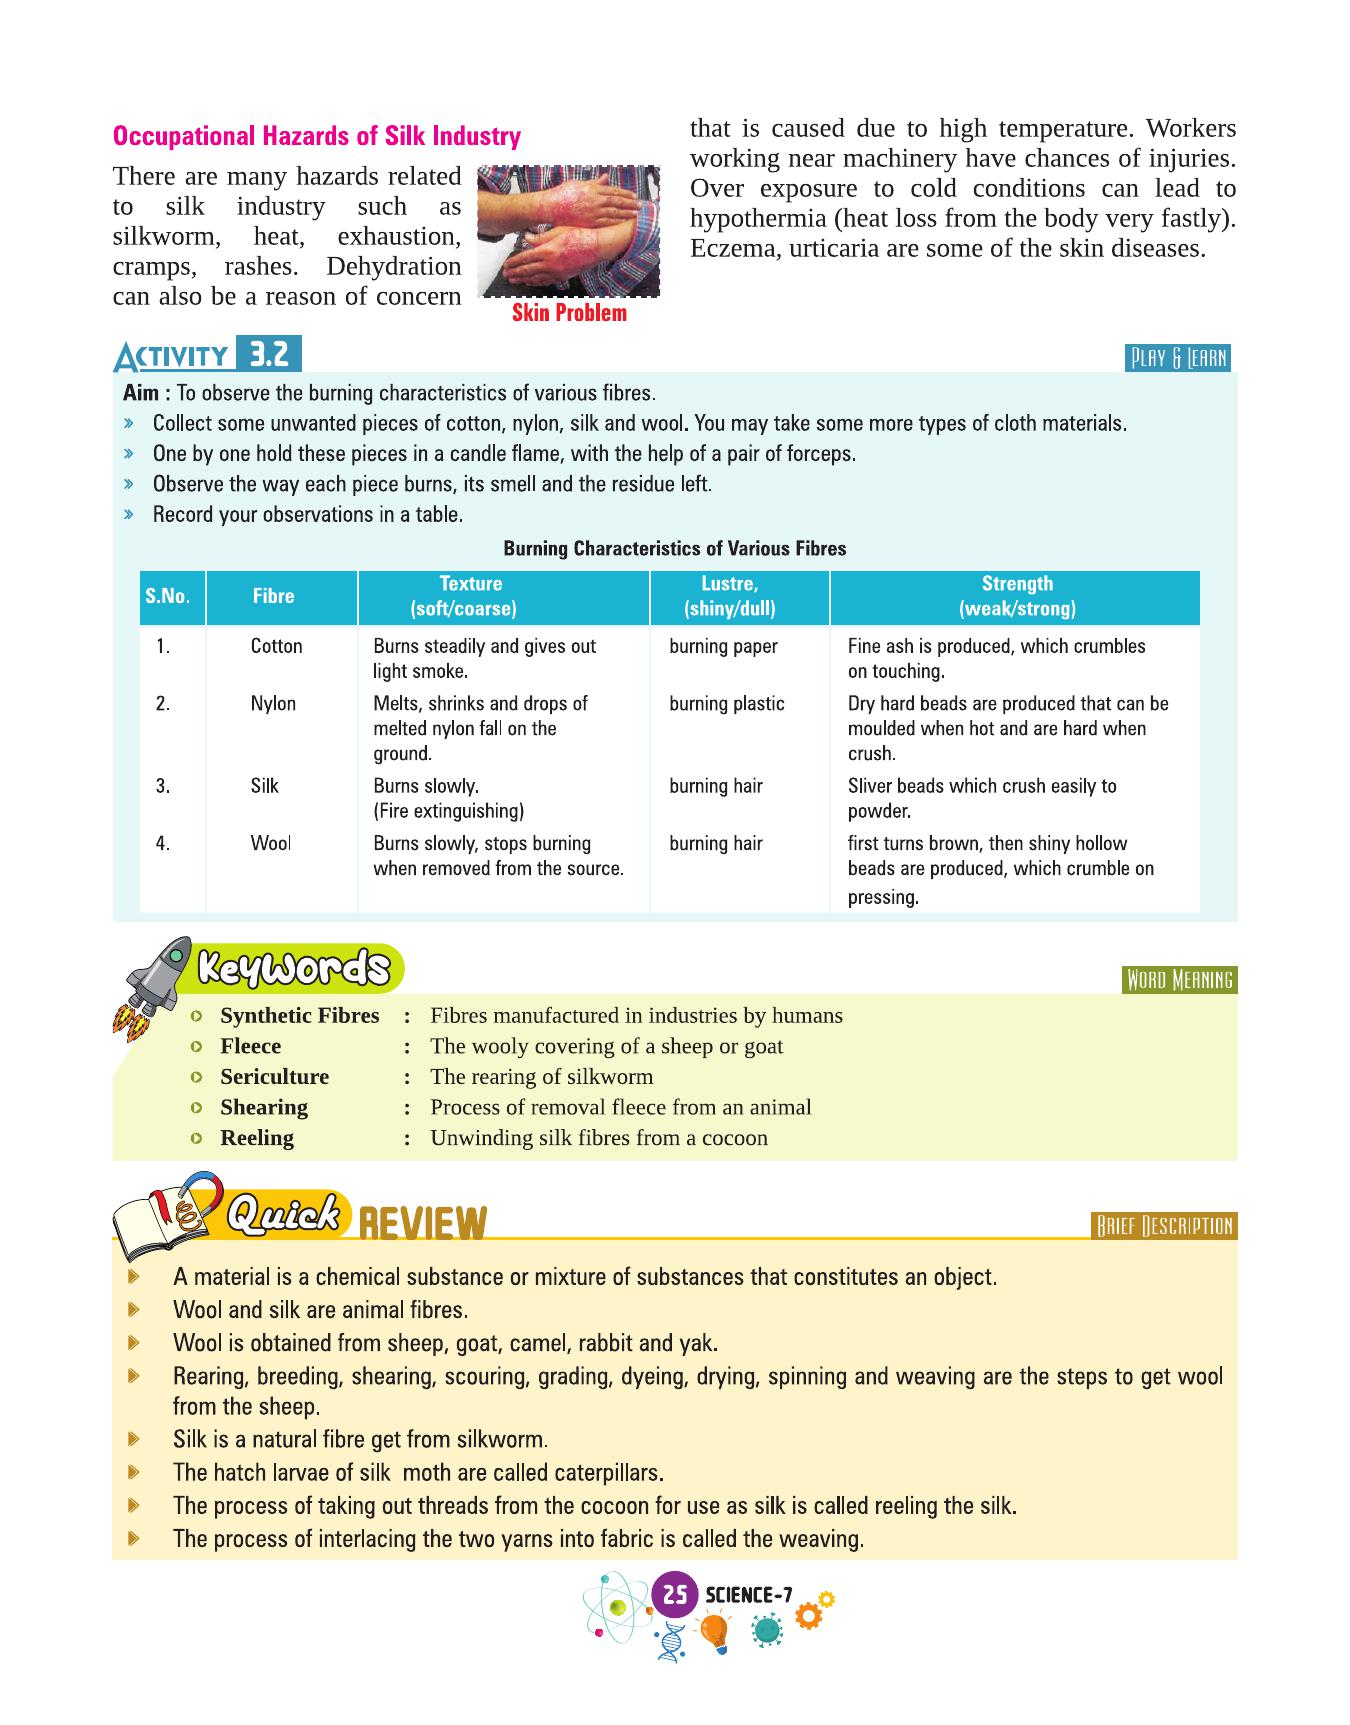 Occupational Hazards of Silk Industry
There are many hazards related
to silk industry such as
silkworm, heat, exhaustion,
cramps, rashes. Dehydration
can also be a reason of concern
Skin Problem
that is caused due to high temperature. Workers
working near machinery have chances of injuries.
Over exposure to cold conditions can lead to
hypothermia (heat loss from the body very fastly).
Eczema, urticaria are some of the skin diseases.
ACTIVITY 3.2
PLAY & LEARN
Aim : To observe the burning characteristics of various fibres.
» Collect some unwanted pieces of cotton, nylon, silk and wool. You may take some more types of cloth materials.
» One by one hold these pieces in a candle flame, with the help of a pair of forceps.
» Observe the way each piece burns, its smell and the residue left.
» Record your observations in a table.
Burning Characteristics of Various Fibres
S.No. Fibre Texture Lustre, Strength
(soft/coarse) (shiny/dull) (weak/strong)
1. Cotton Burns steadily and gives out burning paper Fine ash is produced, which crumbles
light smoke. on touching.
2. Nylon Melts, shrinks and drops of burning plastic Dry hard beads are produced that can be
melted nylon fall on the moulded when hot and are hard when
ground. crush.
3. Silk Burns slowly. burning hair Sliver beads which crush easily to
(Fire extinguishing) powder.
4. Wool Burns slowly, stops burning burning hair first turns brown, then shiny hollow
when removed from the source. beads are produced, which crumble on
pressing.
KeyWords
WORD MEANING
Synthetic Fibres : Fibres manufactured in industries by humans
Fleece : The wooly covering of a sheep or goat
Sericulture : The rearing of silkworm
Shearing : Process of removal fleece from an animal
Reeling : Unwinding silk fibres from a cocoon
Quick REVIEW
BRIEF DESCRIPTION
A material is a chemical substance or mixture of substances that constitutes an object.
Wool and silk are animal fibres.
Wool is obtained from sheep, goat, camel, rabbit and yak.
Rearing, breeding, shearing, scouring, grading, dyeing, drying, spinning and weaving are the steps to get wool
from the sheep.
Silk is a natural fibre get from silkworm.
The hatch larvae of silk moth are called caterpillars.
The process of taking out threads from the cocoon for use as silk is called reeling the silk.
The process of interlacing the two yarns into fabric is called the weaving.
25 SCIENCE-7